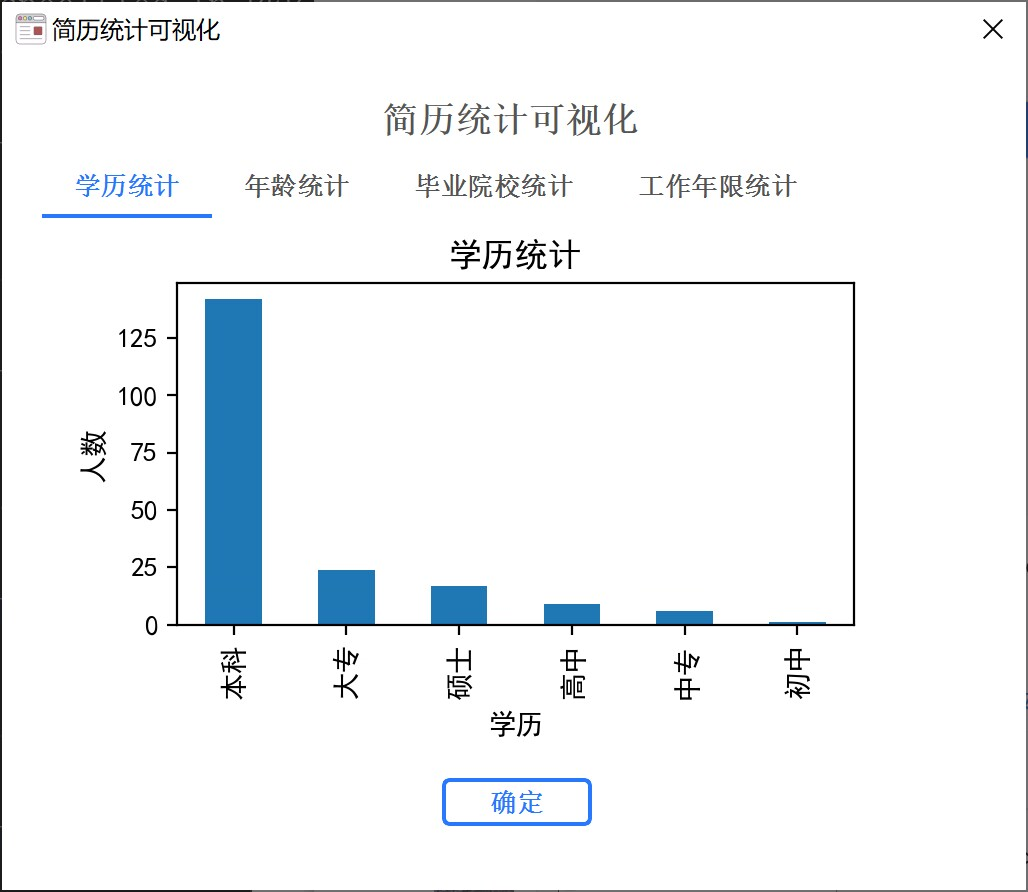 简历统计可视化
简历统计可视化
学历统计 年龄统计 毕业院校统计 工作年限统计
学历统计
125
100
75
50
25
0
人数
本科 大专 硕士 高中 中专 初中
学历
确定